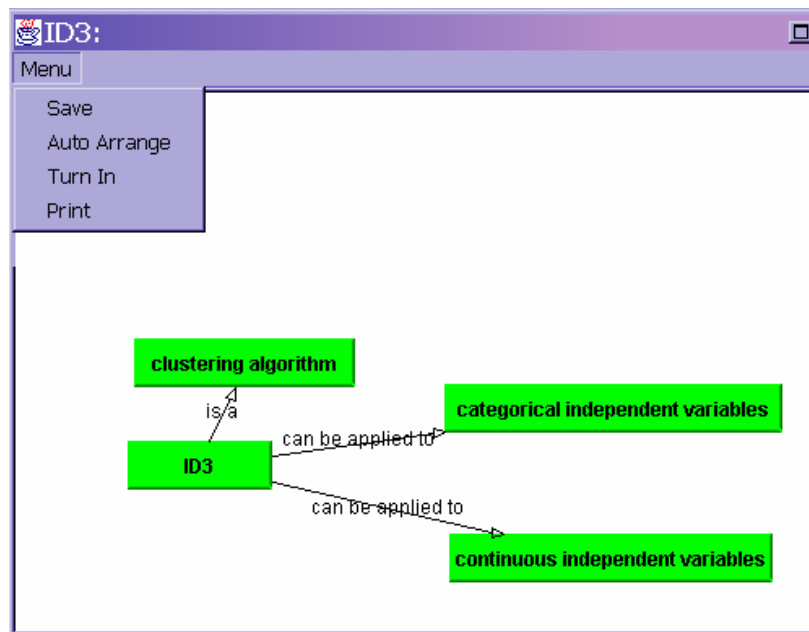 ID3:
Menu
Save
Auto Arrange
Turn In
Print
clustering algorithm
is a
categorical independent variables
can be applied to
ID3
can be applied to
continuous independent variables